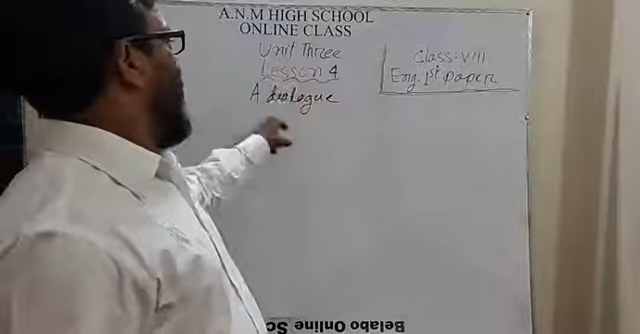 A.N.M HIGH SCHOOL
ONLINE CLASS
Unit Three
Lesson 4
A dialogue
Class: VIII
Eng. 1st paper
Belabo Online Sc